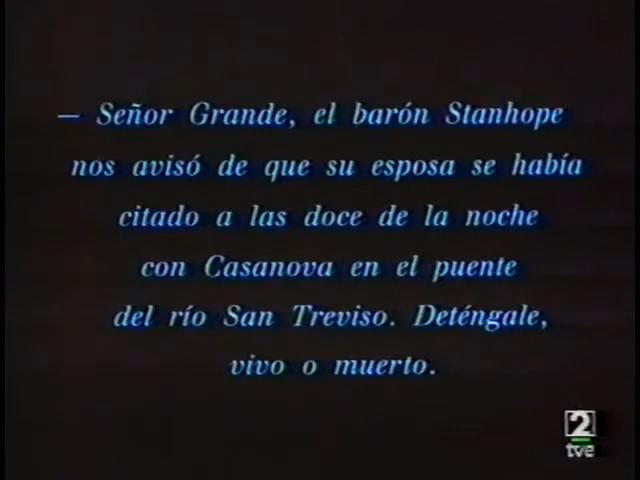 — Señor Grande, el barón Stanhope
nos avisó de que su esposa se había
citado a las doce de la noche
con Casanova en el puente
del río San Treviso. Deténgale,
vivo o muerto.
2
tve